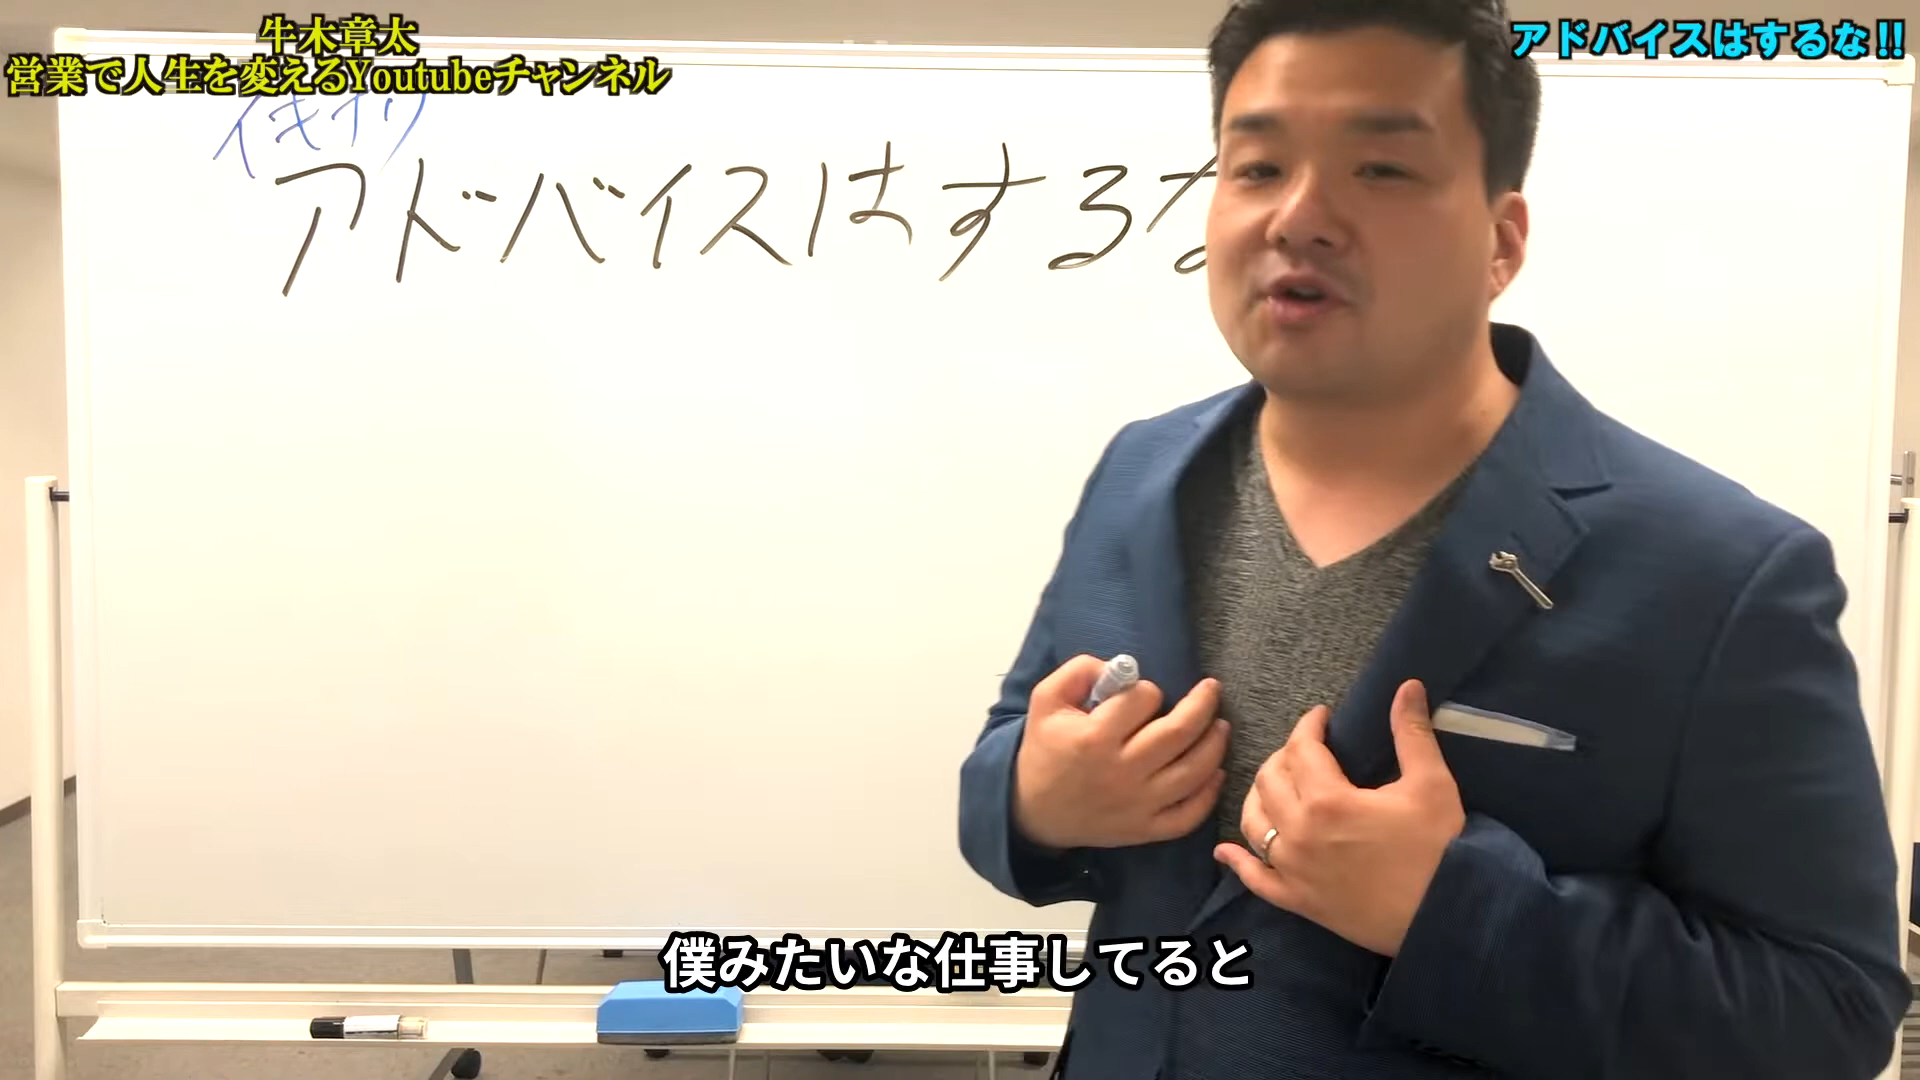 牛木章太
営業で人生を変えるYoutubeチャンネル
アドバイスはするな!!
イキイワ
アドバイスはするな
僕みたいな仕事してると